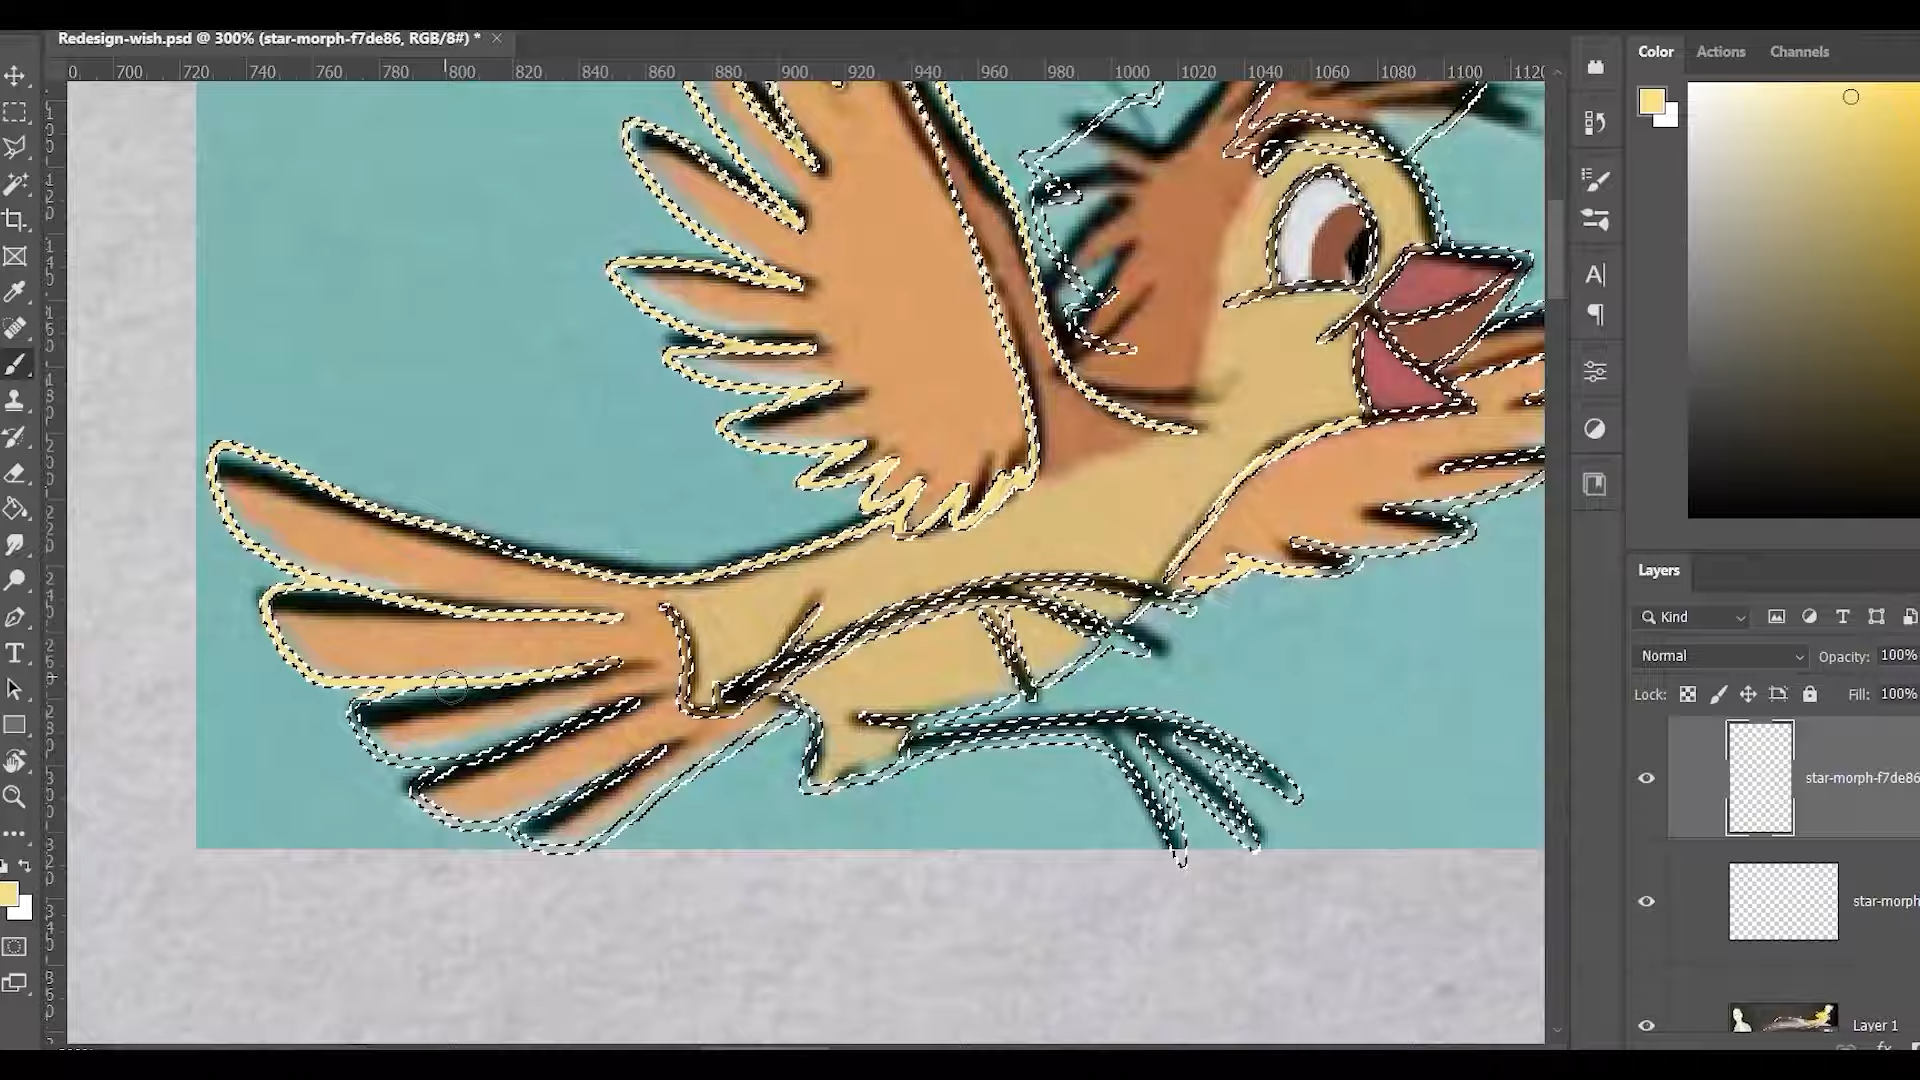 Redesign-wish.psd @ 300% (star-morph-f7de86, RGB/8#) *
0 700 720 740 760 780 800 820 840 860 880 900 920 940 960 980 1000 1020 1040 1060 1080 1100 1120
Color Actions Channels
Layers
Kind
Normal Opacity: 100%
Lock: Fill: 100%
star-morph-f7de86
star-morph
Layer 1
fx